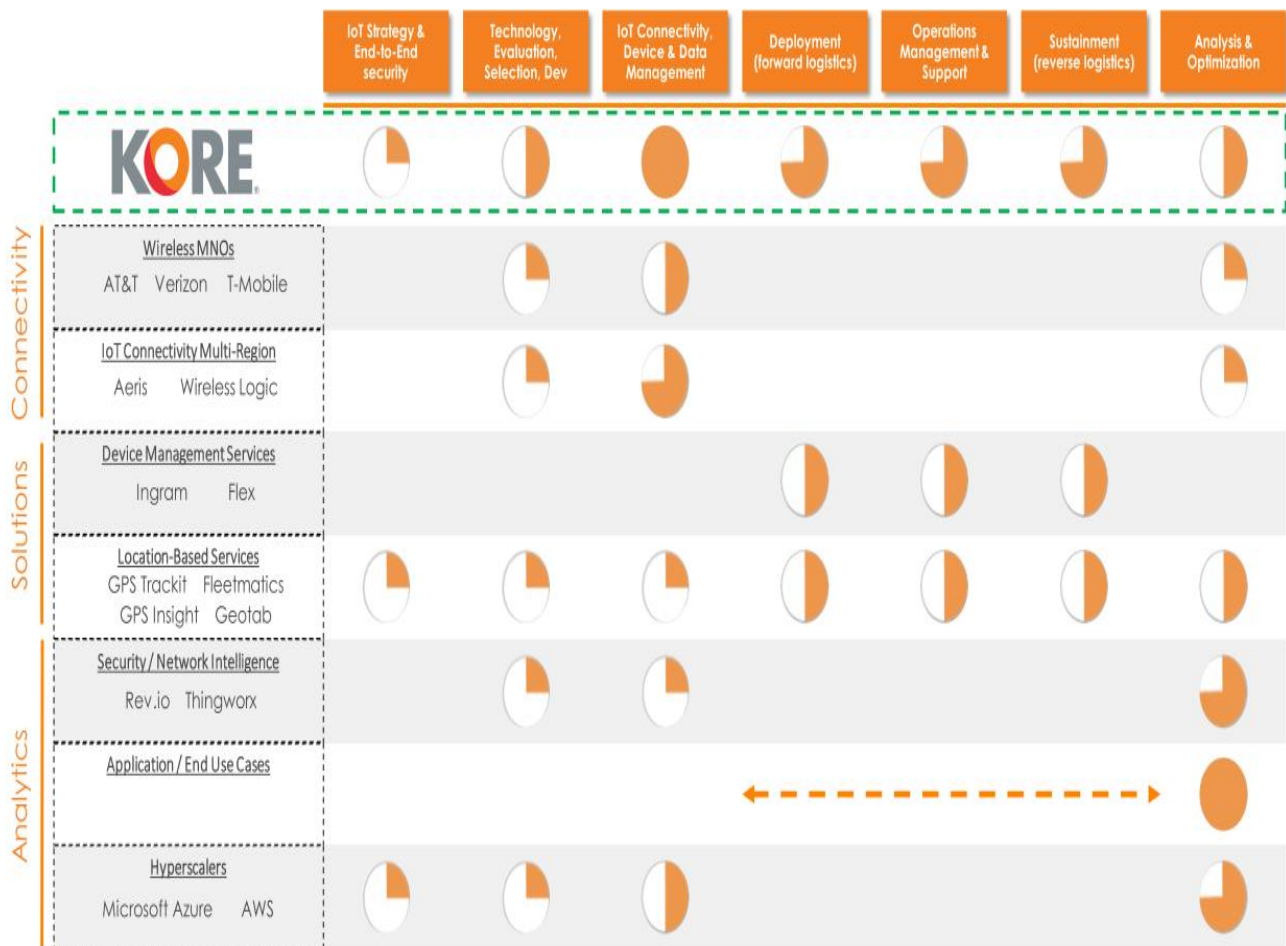 IoT Strategy &
End-to-End
security
Technology,
Evaluation,
Selection, Dev
IoT Connectivity,
Device & Data
Management
Deployment
(forward logistics)
Operations
Management &
Support
Sustainment
(reverse logistics)
Analysis &
Optimization
KORE
Connectivity
Wireless MNOs
AT&T Verizon T-Mobile
IoT Connectivity Multi-Region
Aeris Wireless Logic
Solutions
Device Management Services
Ingram Flex
Location-Based Services
GPS Trackit Fleetmatics
GPS Insight Geotab
Analytics
Security / Network Intelligence
Rev.io Thingworx
Application / End Use Cases
Hyperscalers
Microsoft Azure AWS